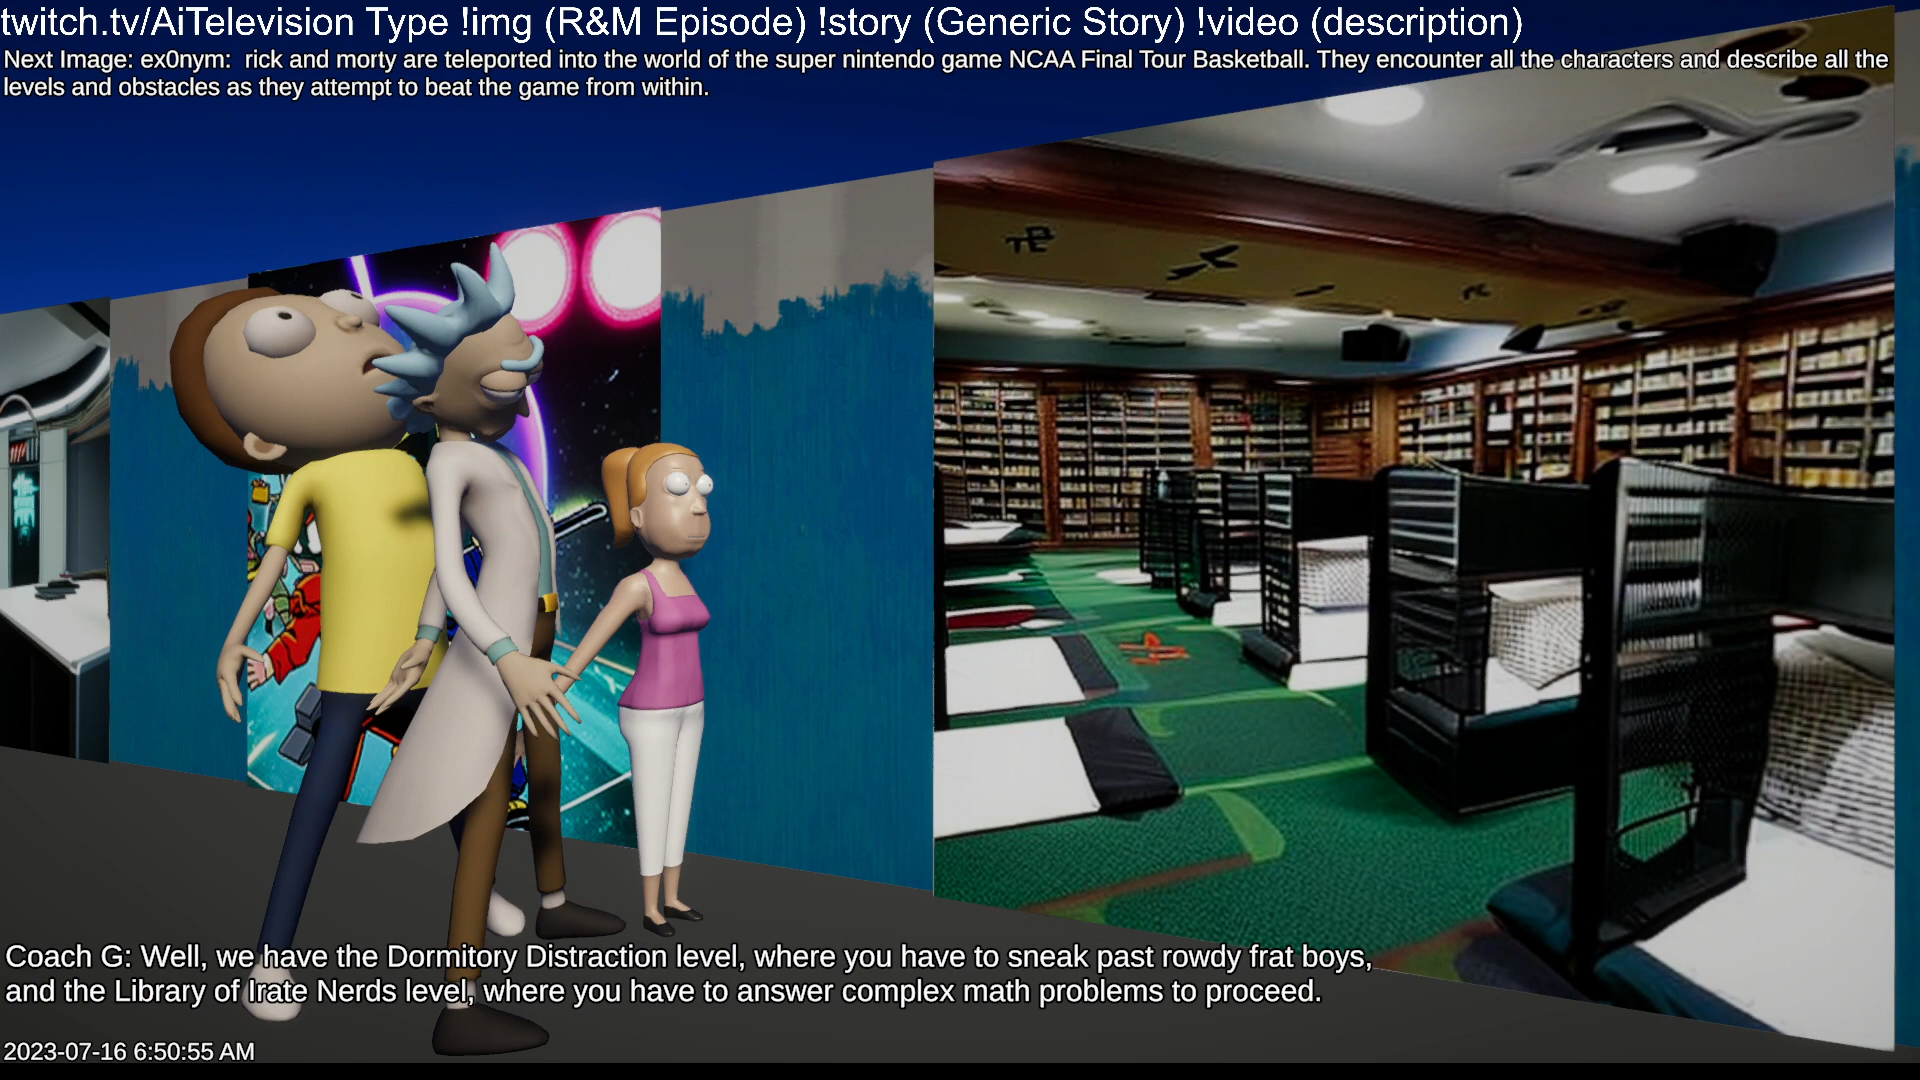 twitch.tv/AiTelevision Type !img (R&M Episode) !story (Generic Story) !video (description)
Next Image: ex0nym:  rick and morty are teleported into the world of the super nintendo game NCAA Final Tour Basketball. They encounter all the characters and describe all the
levels and obstacles as they attempt to beat the game from within.
Coach G: Well, we have the Dormitory Distraction level, where you have to sneak past rowdy frat boys,
and the Library of Irate Nerds level, where you have to answer complex math problems to proceed.
2023-07-16 6:50:55 AM